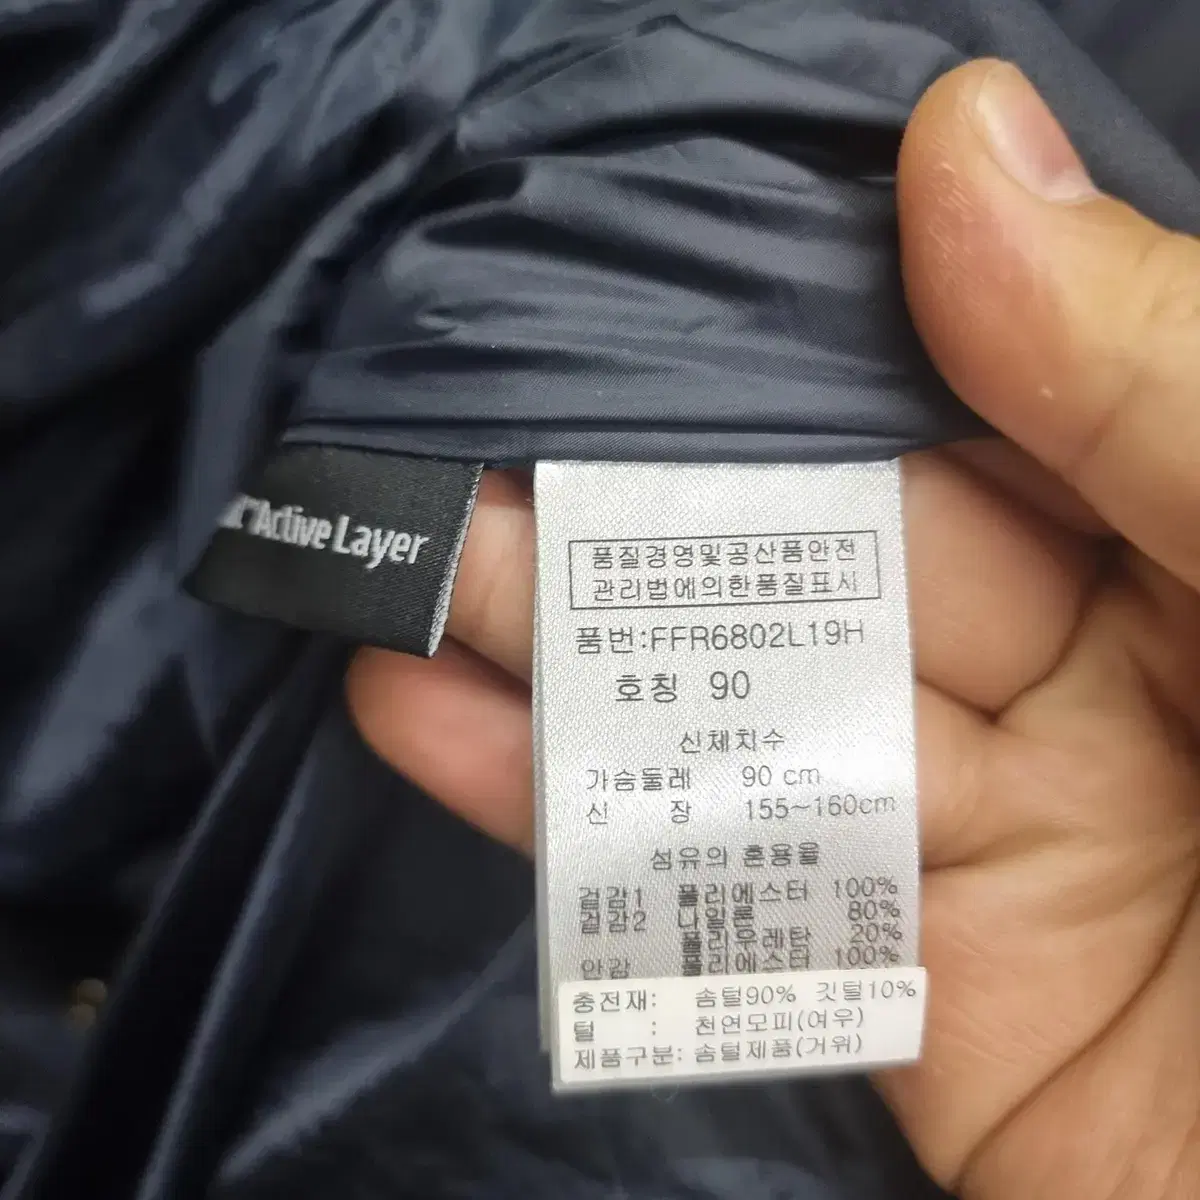 Active Layer
품질경영및공산품안전
관리법에의한품질표시
품번:FFR6802L19H
호칭 90
신체치수
가슴둘레 90 cm
신 장 155~160cm
섬유의 혼용율
겉감1 폴리에스터 100%
겉감2 나일론 80%
폴리우레탄 20%
안감 폴리에스터 100%
충전재: 솜털90% 깃털10%
털 : 천연모피(여우)
제품구분: 솜털제품(거위)